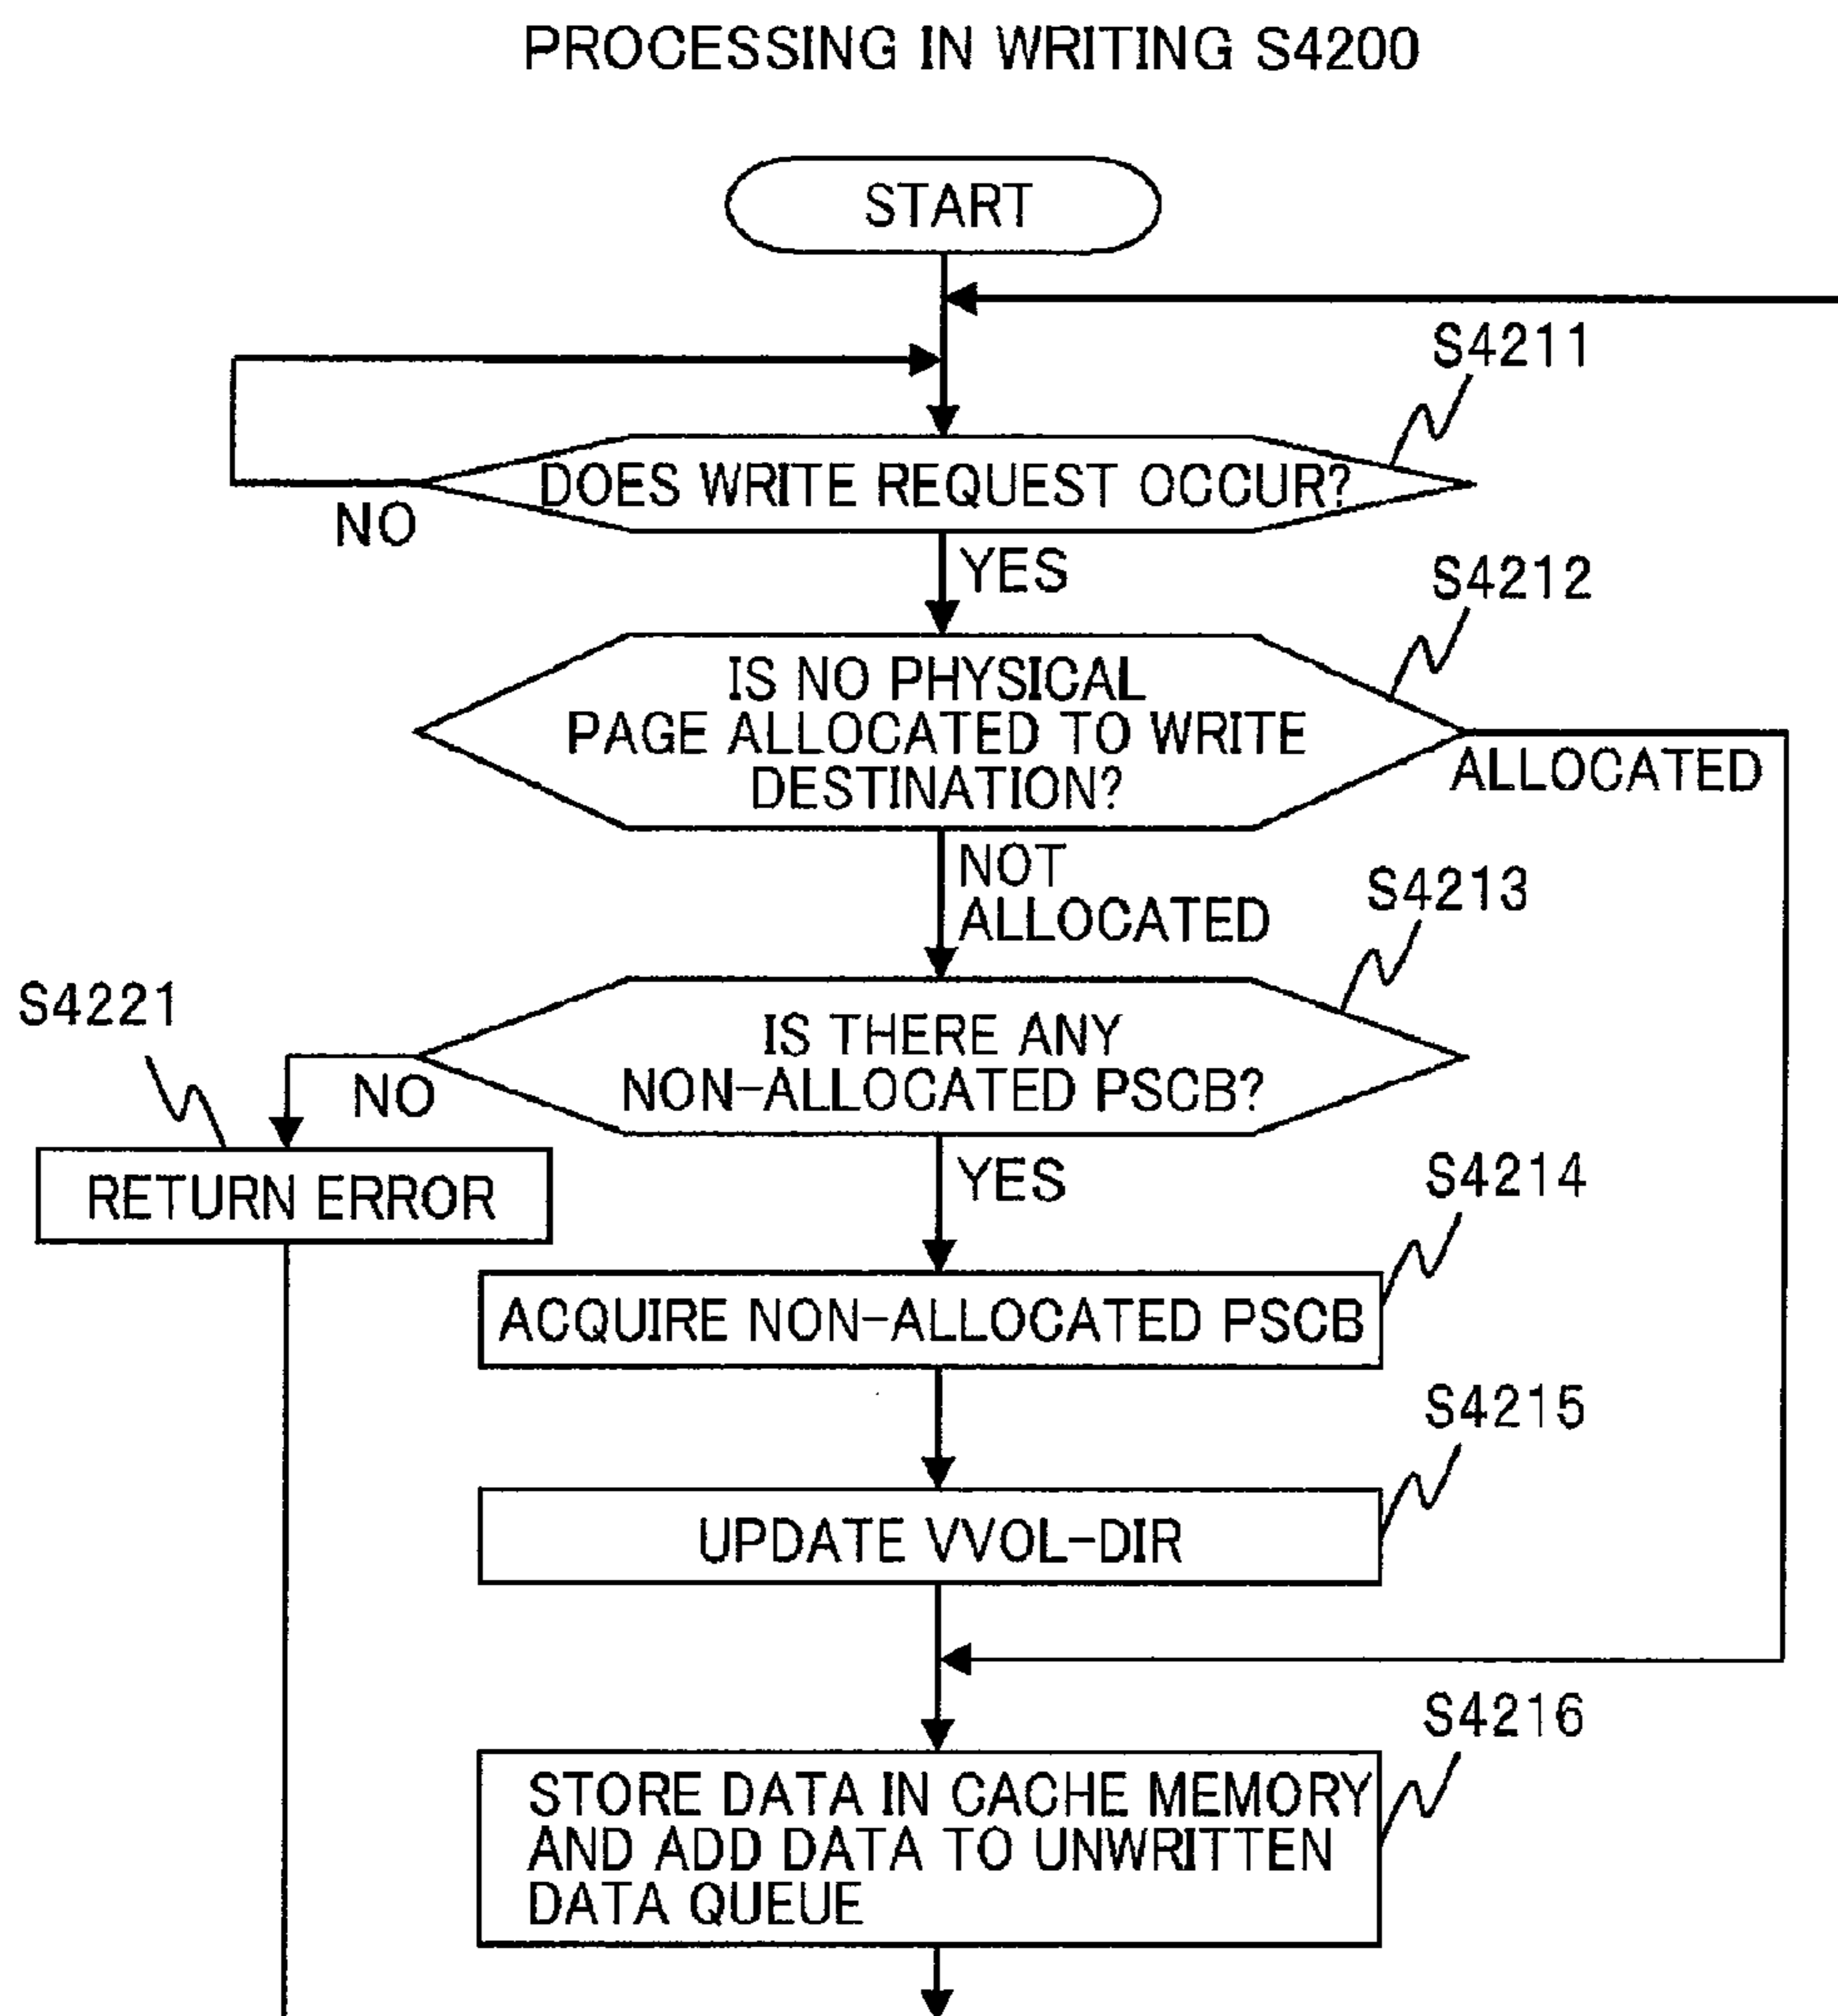 PROCESSING IN WRITING S4200
START
S4211
DOES WRITE REQUEST OCCUR?
NO
YES
S4212
IS NO PHYSICAL
PAGE ALLOCATED TO WRITE
DESTINATION?
ALLOCATED
NOT
ALLOCATED
S4213
S4221
IS THERE ANY
NON-ALLOCATED PSCB?
NO
RETURN ERROR
YES
S4214
ACQUIRE NON-ALLOCATED PSCB
S4215
UPDATE VVOL-DIR
S4216
STORE DATA IN CACHE MEMORY
AND ADD DATA TO UNWRITTEN
DATA QUEUE